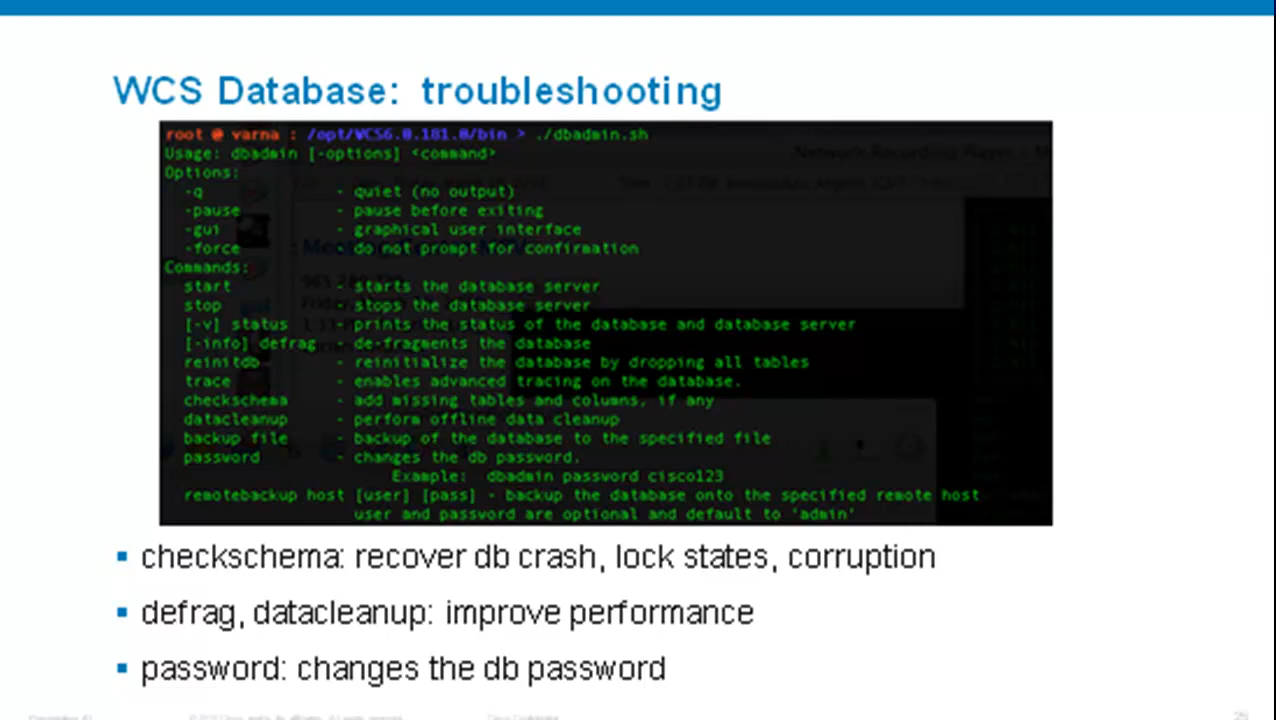 WCS Database: troubleshooting
root @ varna : /opt/WCS6.0.181.0/bin > ./dbadmin.sh
Usage: dbadmin [-options] <command>
Options:
-q - quiet (no output)
-pause - pause before exiting
-gui - graphical user interface
-force - do not prompt for confirmation
Commands:
start - starts the database server
stop - stops the database server
[-v] status - prints the status of the database and database server
[-info] defrag - de-fragments the database
reinitdb - reinitialize the database by dropping all tables
trace - enables advanced tracing on the database.
checkschema - add missing tables and columns, if any
datacleanup - perform offline data cleanup
backup file - backup of the database to the specified file
password - changes the db password.
Example: dbadmin password cisco123
remotebackup host [user] [pass] - backup the database onto the specified remote host
user and password are optional and default to 'admin'
▪ checkschema: recover db crash, lock states, corruption
▪ defrag, datacleanup: improve performance
▪ password: changes the db password